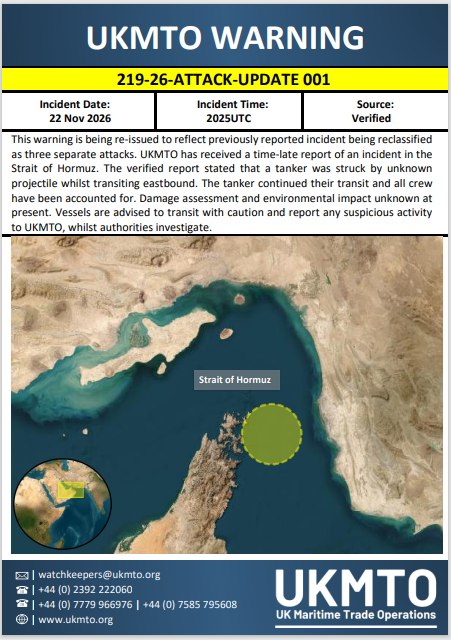 UKMTO WARNING
219-26-ATTACK-UPDATE 001
Incident Date:
22 Nov 2026
Incident Time:
2025UTC
Source:
Verified
This warning is being re-issued to reflect previously reported incident being reclassified
as three separate attacks. UKMTO has received a time-late report of an incident in the
Strait of Hormuz. The verified report stated that a tanker was struck by unknown
projectile whilst transiting eastbound. The tanker continued their transit and all crew
have been accounted for. Damage assessment and environmental impact unknown at
present. Vessels are advised to transit with caution and report any suspicious activity
to UKMTO, whilst authorities investigate.
Strait of Hormuz
| watchkeepers@ukmto.org
| +44 (0) 2392 222060
| +44 (0) 7779 966976 | +44 (0) 7585 795608
| www.ukmto.org
UKMTO
UK Maritime Trade Operations